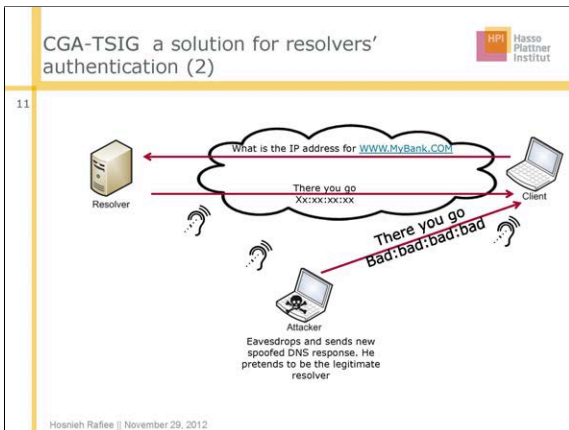 CGA-TSIG a solution for resolvers'
authentication (2)
HPI Hasso
Plattner
Institut
11
What is the IP address for WWW.MyBank.COM
There you go
Xx:xx:xx:xx
Resolver
Client
There you go
Bad:bad:bad:bad
Attacker
Eavesdrops and sends new
spoofed DNS response. He
pretends to be the legitimate
resolver
Hosnieh Rafiee || November 29, 2012